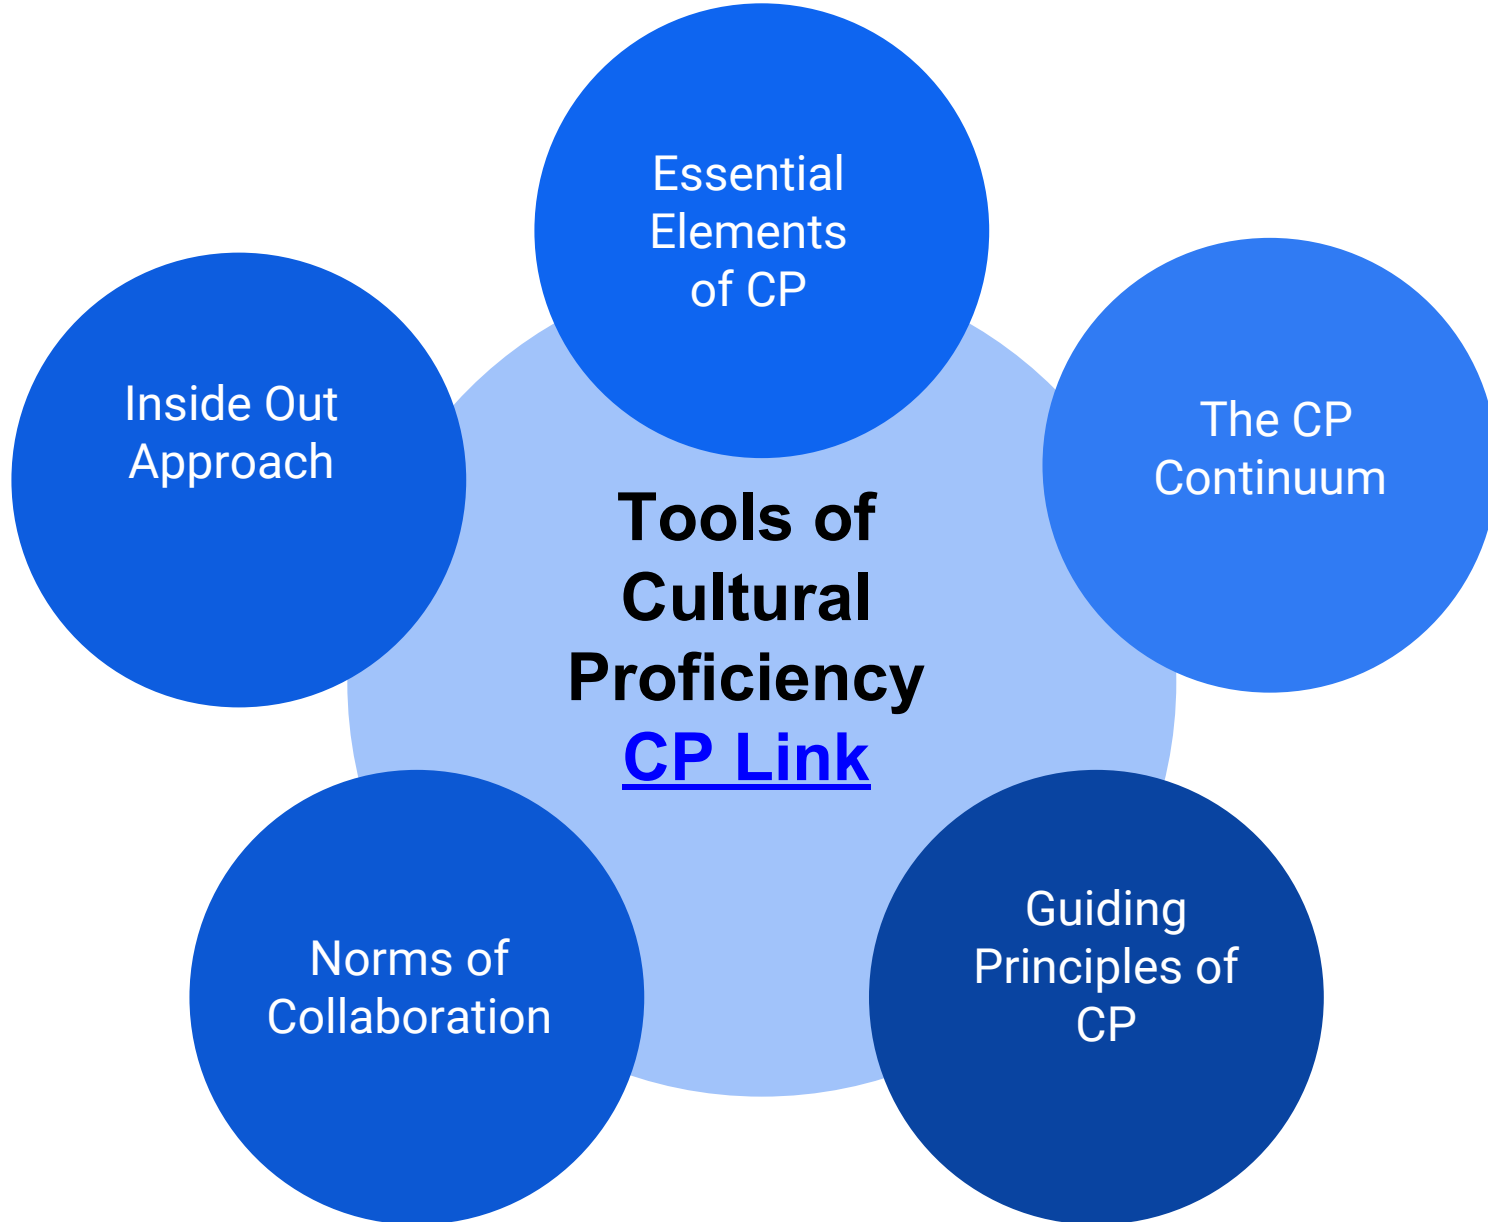 Essential
Elements
of CP
Inside Out
Approach
The CP
Continuum
Tools of
Cultural
Proficiency
CP Link
Norms of
Collaboration
Guiding
Principles of
CP